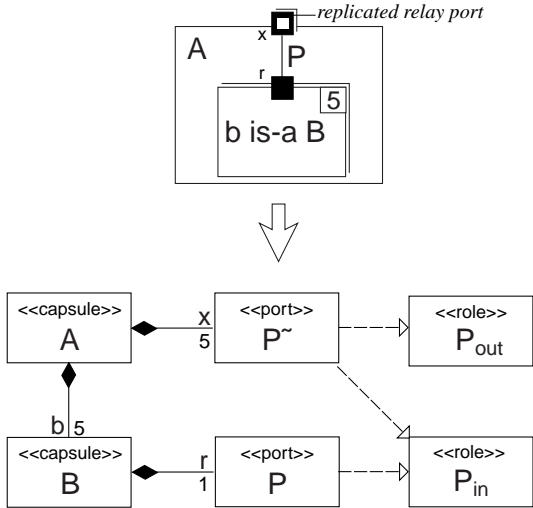 replicated relay port
x
A
P
r
5
b is-a B
<<capsule>>
A
x
5
<<port>>
P~
<<role>>
Pout
b 5
<<capsule>>
B
r
1
<<port>>
P
<<role>>
Pin